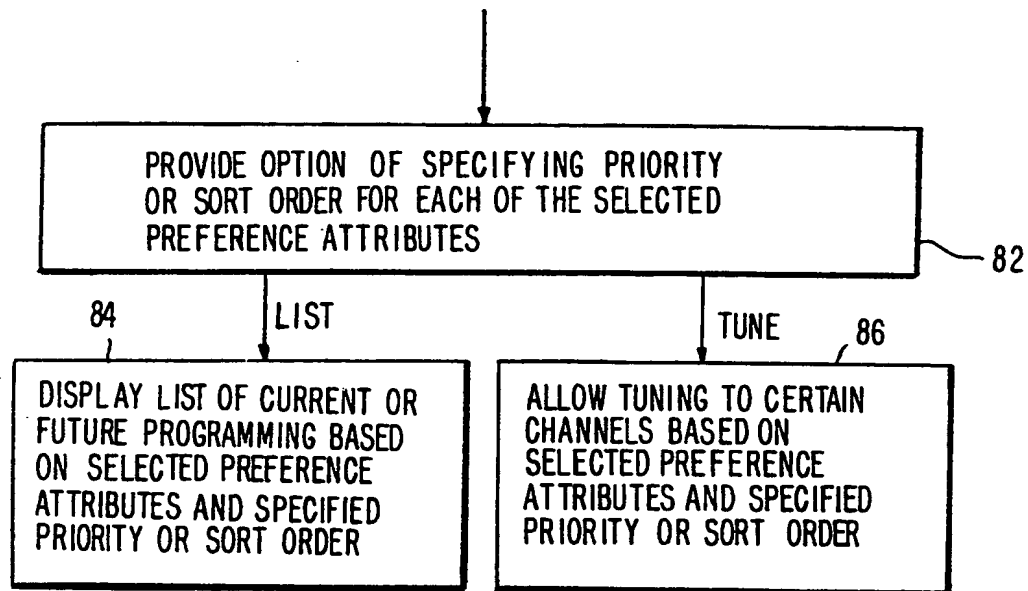 PROVIDE OPTION OF SPECIFYING PRIORITY
OR SORT ORDER FOR EACH OF THE SELECTED
PREFERENCE ATTRIBUTES
82
84
LIST
TUNE
86
DISPLAY LIST OF CURRENT OR
FUTURE PROGRAMMING BASED
ON SELECTED PREFERENCE
ATTRIBUTES AND SPECIFIED
PRIORITY OR SORT ORDER
ALLOW TUNING TO CERTAIN
CHANNELS BASED ON
SELECTED PREFERENCE
ATTRIBUTES AND SPECIFIED
PRIORITY OR SORT ORDER